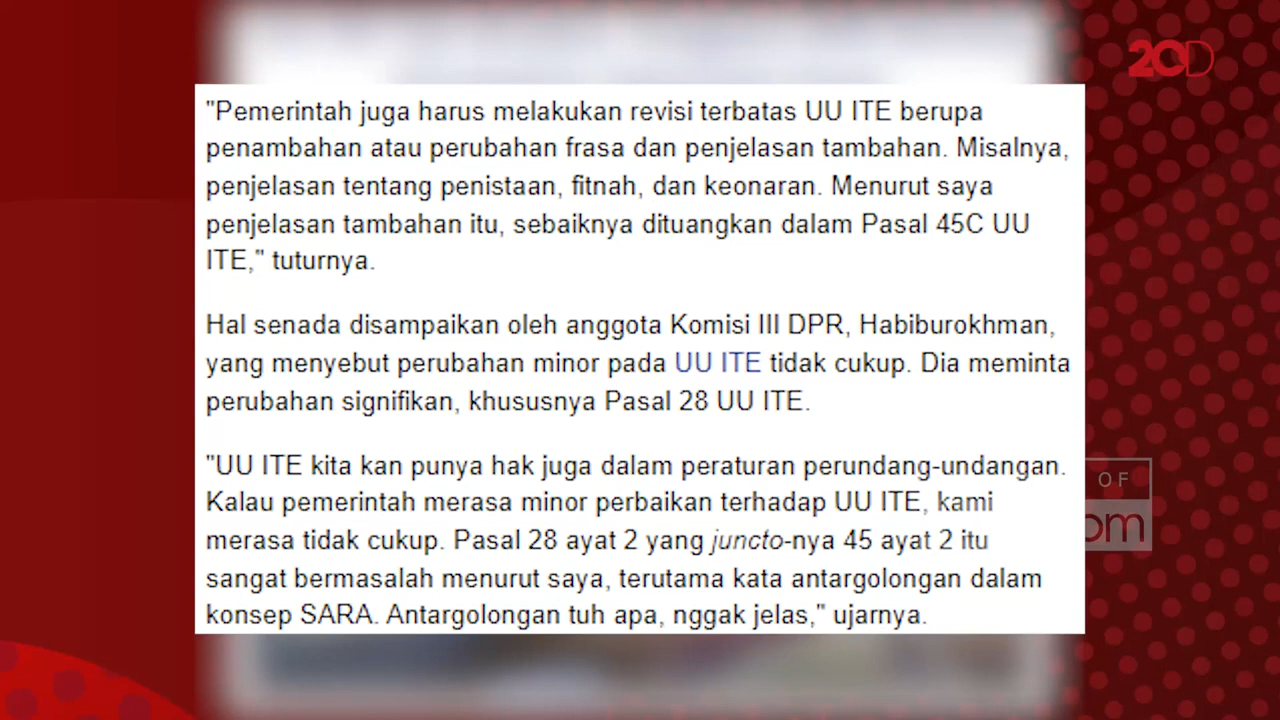 20D
"Pemerintah juga harus melakukan revisi terbatas UU ITE berupa
penambahan atau perubahan frasa dan penjelasan tambahan. Misalnya,
penjelasan tentang penistaan, fitnah, dan keonaran. Menurut saya
penjelasan tambahan itu, sebaiknya dituangkan dalam Pasal 45C UU
ITE," tuturnya.
Hal senada disampaikan oleh anggota Komisi III DPR, Habiburokhman,
yang menyebut perubahan minor pada UU ITE tidak cukup. Dia meminta
perubahan signifikan, khususnya Pasal 28 UU ITE.
"UU ITE kita kan punya hak juga dalam peraturan perundang-undangan.
Kalau pemerintah merasa minor perbaikan terhadap UU ITE, kami
merasa tidak cukup. Pasal 28 ayat 2 yang juncto-nya 45 ayat 2 itu
sangat bermasalah menurut saya, terutama kata antargolongan dalam
konsep SARA. Antargolongan tuh apa, nggak jelas," ujarnya.
OF
om